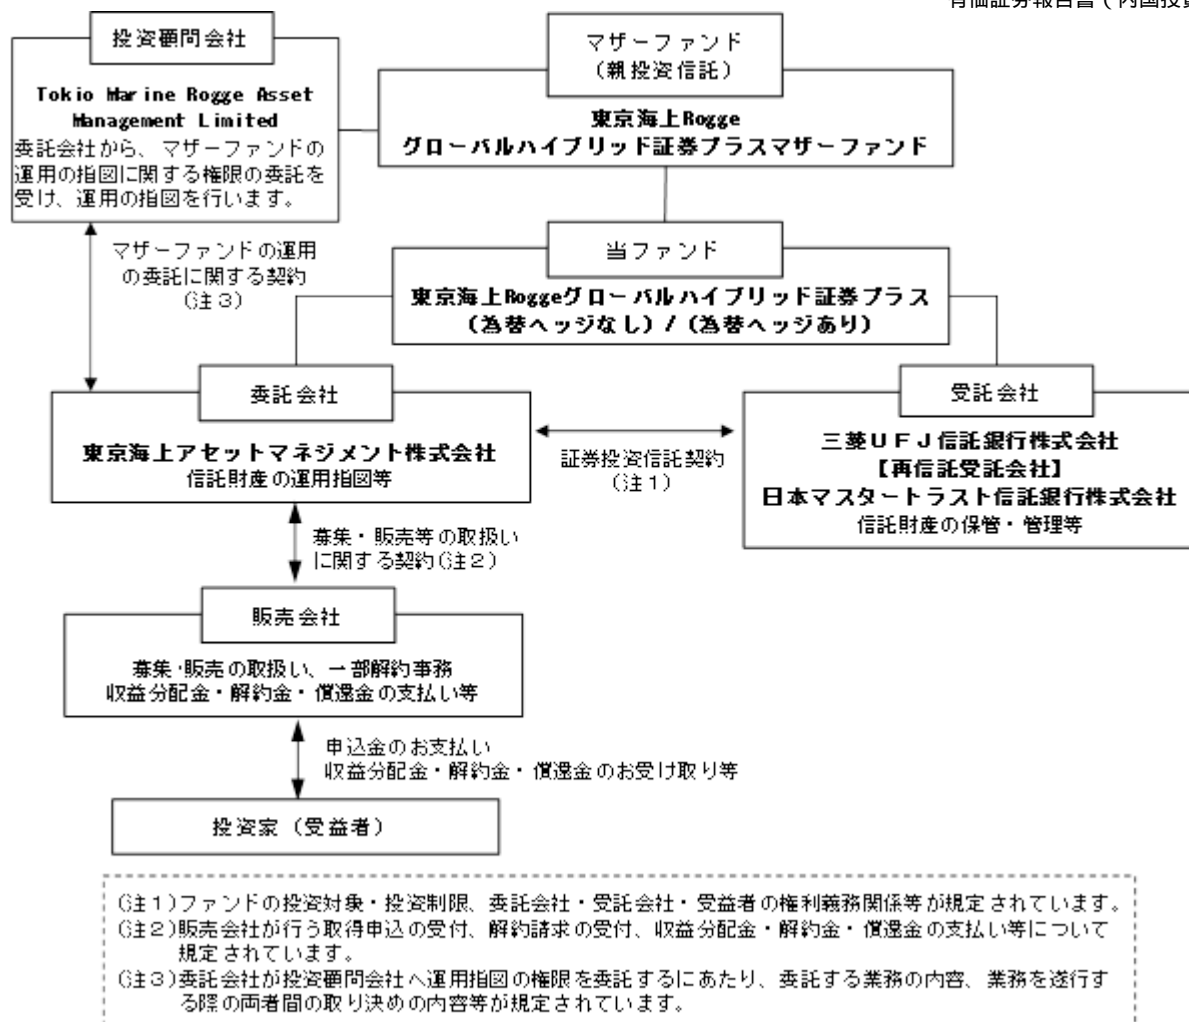 有価証券報告書（内国投資
投資顧問会社
Tokio Marine Rogge Asset
Management Limited
委託会社から、マザーファンドの
運用の指図に関する権限の委託を
受け、運用の指図を行います。
マザーファンド
（親投資信託）
東京海上Rogge
グローバルハイブリッド証券プラスマザーファンド
マザーファンドの運用
の委託に関する契約
（注３）
当ファンド
東京海上Roggeグローバルハイブリッド証券プラス
（為替ヘッジなし）/（為替ヘッジあり）
委託会社
東京海上アセットマネジメント株式会社
信託財産の運用指図等
証券投資信託契約
（注１）
受託会社
三菱ＵＦＪ信託銀行株式会社
【再信託受託会社】
日本マスタートラスト信託銀行株式会社
信託財産の保管・管理等
募集・販売等の取扱い
に関する契約（注２）
販売会社
募集・販売の取扱い、一部解約事務
収益分配金・解約金・償還金の支払い等
申込金のお支払い
収益分配金・解約金・償還金のお受け取り等
投資家（受益者）
（注１）ファンドの投資対象・投資制限、委託会社・受託会社・受益者の権利義務関係等が規定されています。
（注２）販売会社が行う取得申込の受付、解約請求の受付、収益分配金・解約金・償還金の支払い等について
規定されています。
（注３）委託会社が投資顧問会社へ運用指図の権限を委託するにあたり、委託する業務の内容、業務を遂行す
る際の両者間の取り決めの内容等が規定されています。